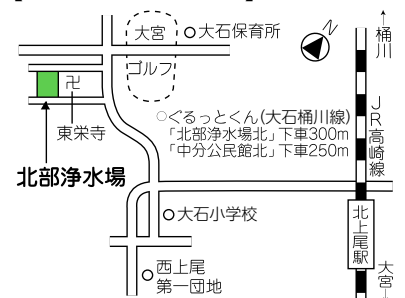 大宮
ゴルフ
大石保育所
N
桶川
卍
東栄寺
北部浄水場
○ぐるっとくん(大石桶川線)
「北部浄水場北」下車300m
「中分公民館北」下車250m
JR高崎線
大石小学校
北上尾駅
西上尾
第一団地
大宮